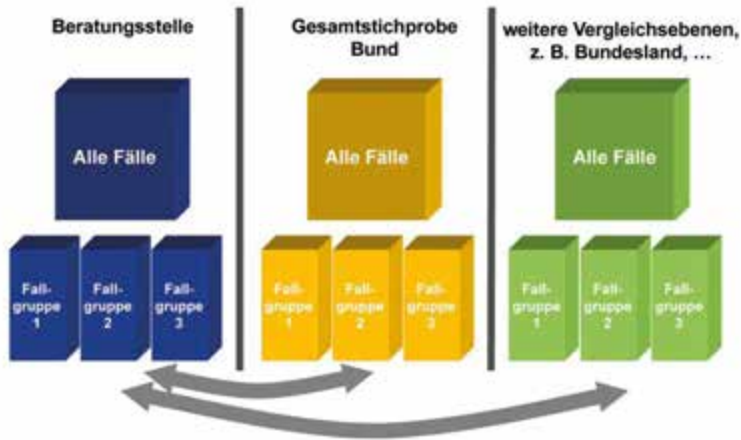 Beratungsstelle
Gesamtstichprobe
Bund
weitere Vergleichsebenen,
z. B. Bundesland, ...
Alle Fälle
Alle Fälle
Alle Fälle
Fall-
gruppe
1
Fall-
gruppe
2
Fall-
gruppe
3
Fall-
gruppe
1
Fall-
gruppe
2
Fall-
gruppe
3
Fall-
gruppe
1
Fall-
gruppe
2
Fall-
gruppe
3